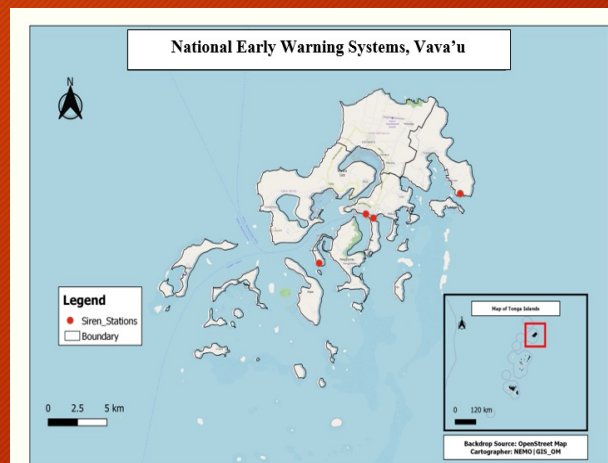 National Early Warning Systems, Vava'u
N
Legend
Siren_Stations
Boundary
0 2.5 5 km
Map of Tonga Islands
0 120 km
Backdrop Source: OpenStreet Map
Cartographer: NEMO|GIS_OM